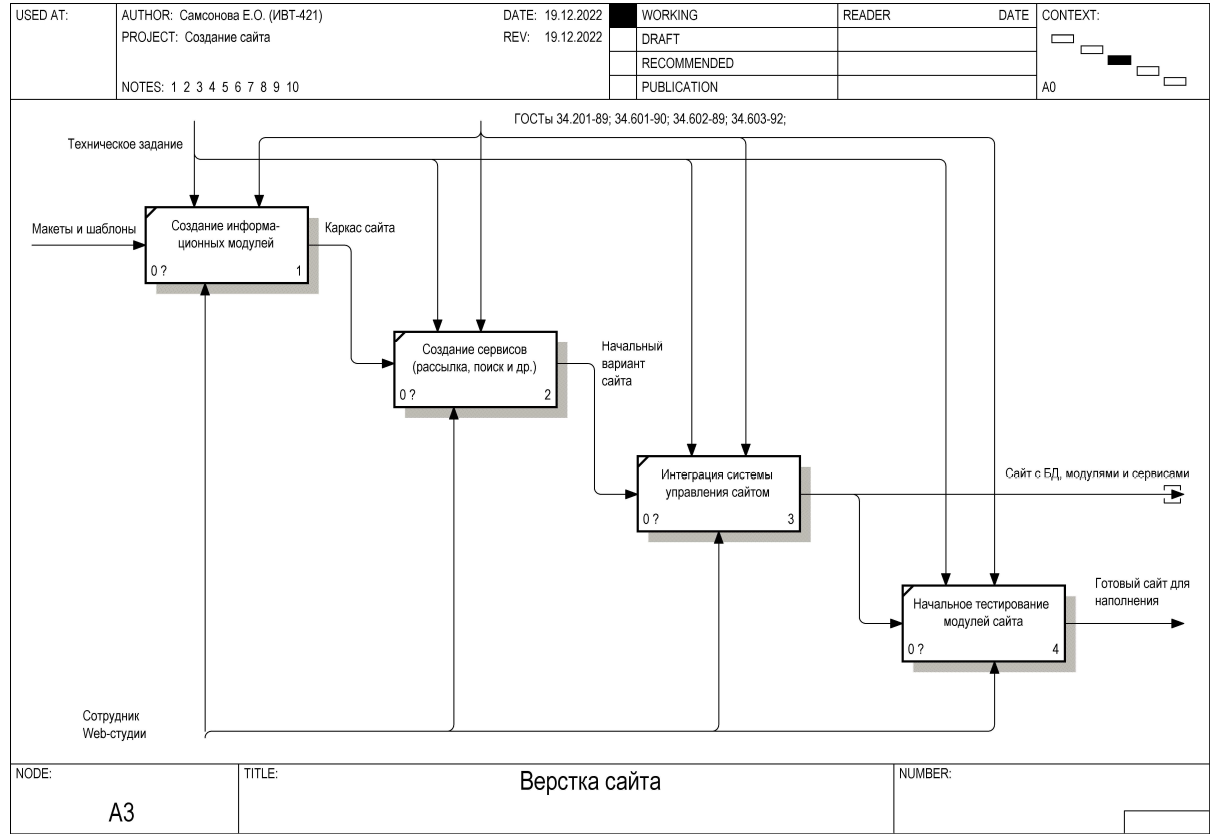 USED AT:
AUTHOR: Самсонова Е.О. (ИВТ-421)
DATE: 19.12.2022
PROJECT: Создание сайта
REV: 19.12.2022
NOTES: 1 2 3 4 5 6 7 8 9 10
WORKING
DRAFT
RECOMMENDED
PUBLICATION
READER
DATE
CONTEXT:
A0
ГОСТы 34.201-89; 34.601-90; 34.602-89; 34.603-92;
Техническое задание
Макеты и шаблоны
Создание информа-
ционных модулей
0 ?
1
Каркас сайта
Создание сервисов
(рассылка, поиск и др.)
0 ?
2
Начальный
вариант
сайта
Интеграция системы
управления сайтом
0 ?
3
Сайт с БД, модулями и сервисами
Начальное тестирование
модулей сайта
0 ?
4
Готовый сайт для
наполнения
Сотрудник
Web-студии
NODE:
A3
TITLE:
Верстка сайта
NUMBER: